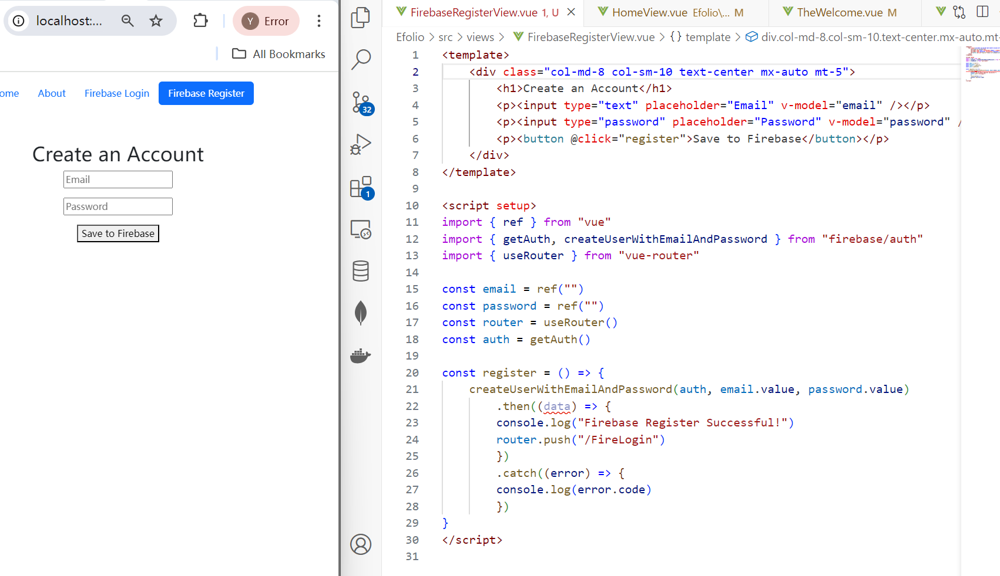 localhost:...
Y Error
All Bookmarks
ome About Firebase Login Firebase Register
Create an Account
Email
Password
Save to Firebase
32
1
FirebaseRegisterView.vue 1, U
HomeView.vue Efolio\... M
TheWelcome.vue M
Efolio > src > views > FirebaseRegisterView.vue > {} template > div.col-md-8.col-sm-10.text-center.mx-auto.mt-
1 <template>
2 <div class="col-md-8 col-sm-10 text-center mx-auto mt-5">
3 <h1>Create an Account</h1>
4 <p><input type="text" placeholder="Email" v-model="email" /></p>
5 <p><input type="password" placeholder="Password" v-model="password" /
6 <p><button @click="register">Save to Firebase</button></p>
7 </div>
8 </template>
9
10 <script setup>
11 import { ref } from "vue"
12 import { getAuth, createUserWithEmailAndPassword } from "firebase/auth"
13 import { useRouter } from "vue-router"
14
15 const email = ref("")
16 const password = ref("")
17 const router = useRouter()
18 const auth = getAuth()
19
20 const register = () => {
21 createUserWithEmailAndPassword(auth, email.value, password.value)
22 .then((data) => {
23 console.log("Firebase Register Successful!")
24 router.push("/FireLogin")
25 })
26 .catch((error) => {
27 console.log(error.code)
28 })
29 }
30 </script>
31